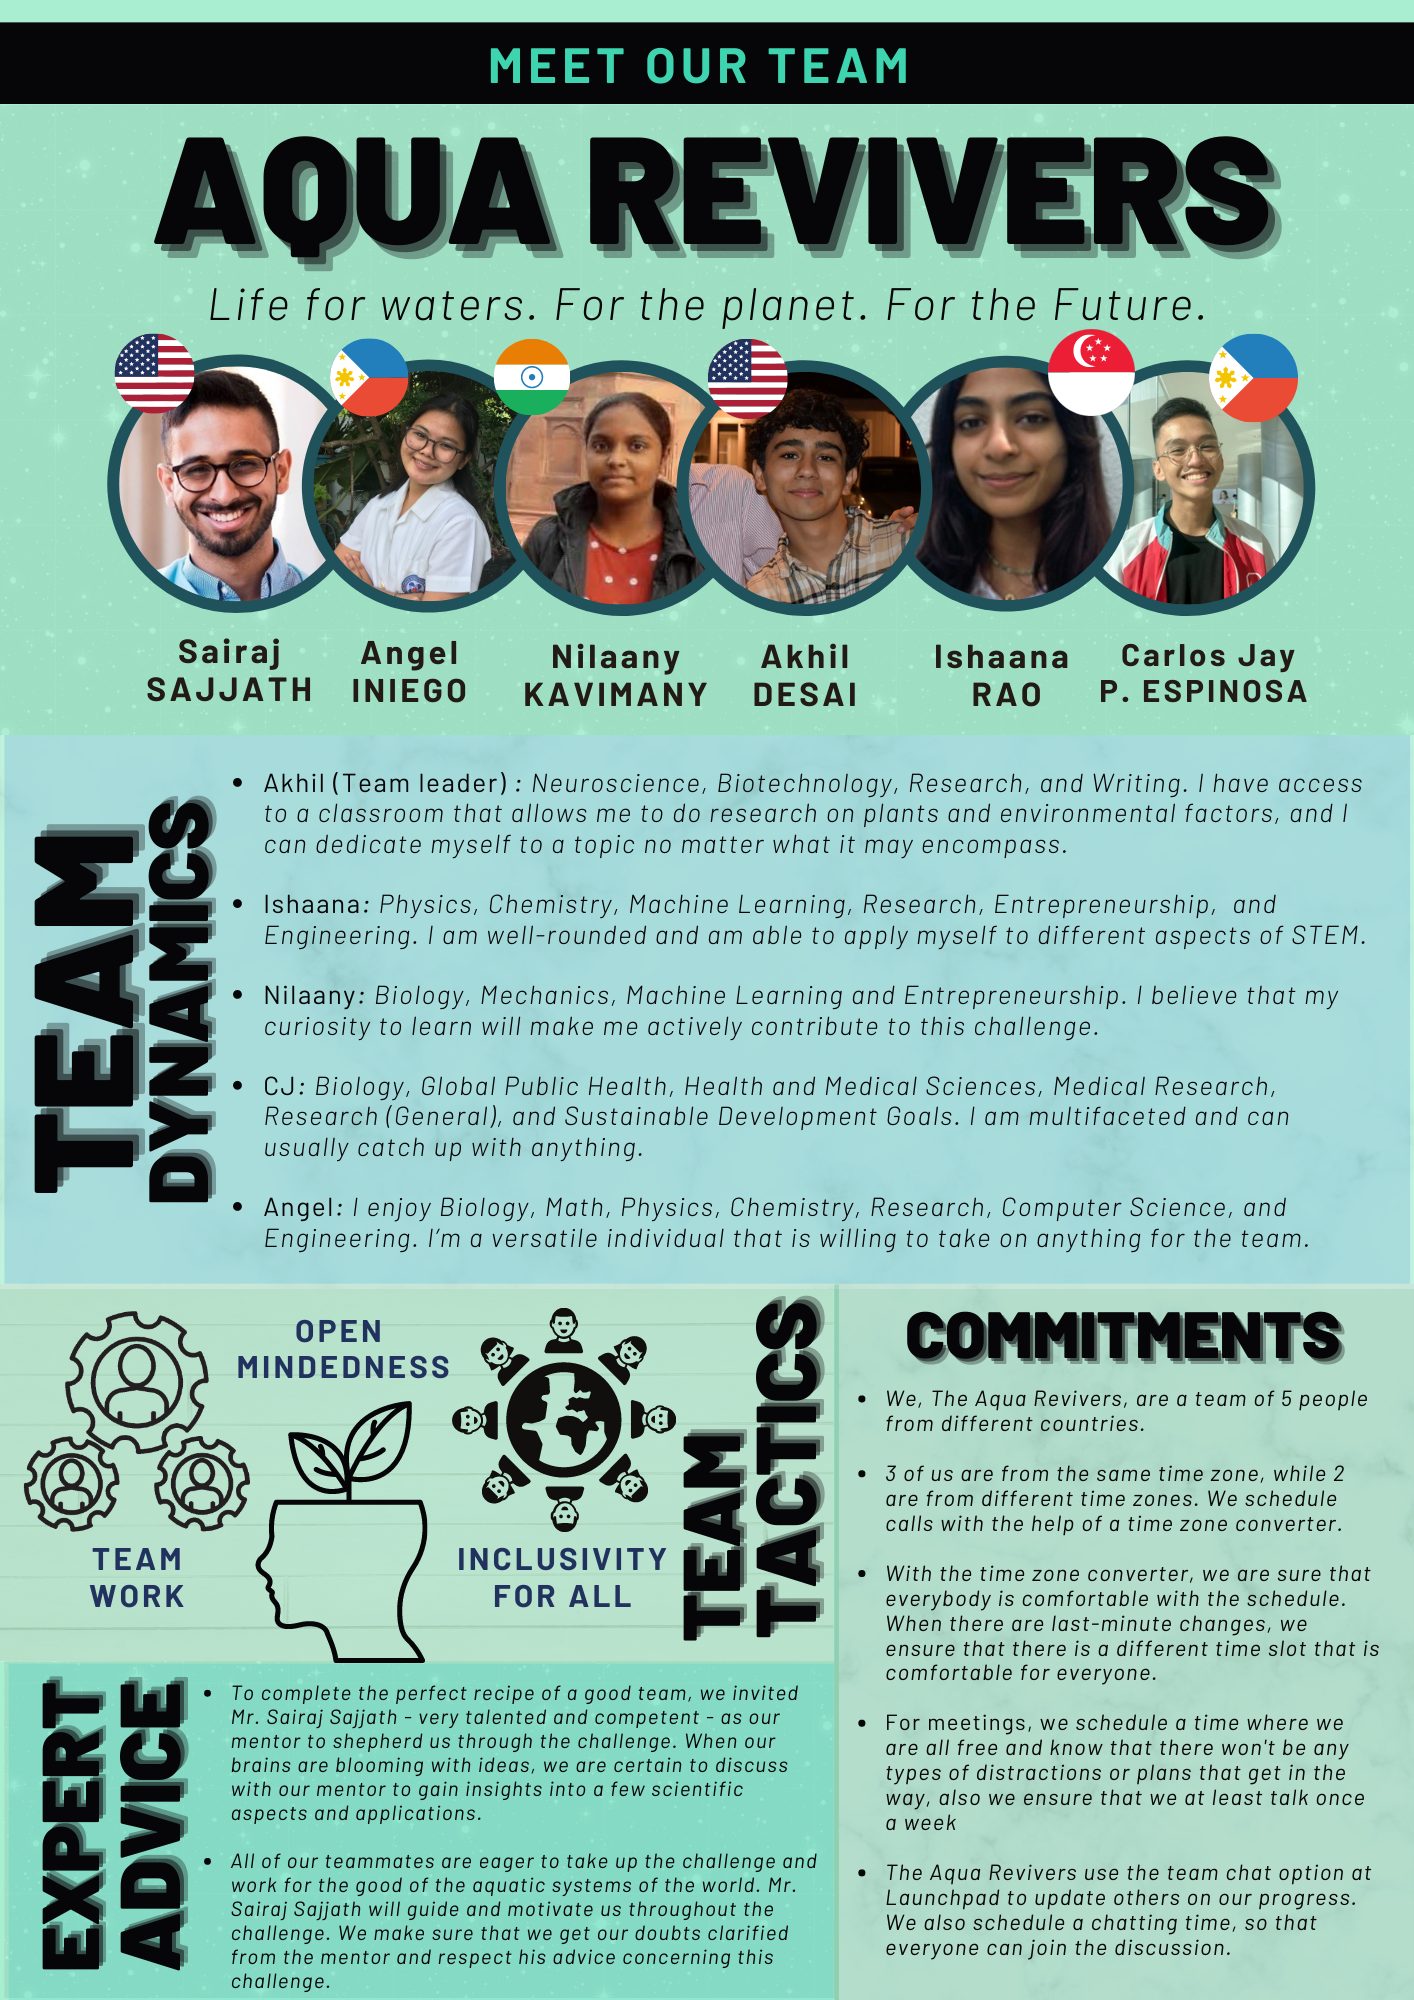 MEET OUR TEAM
AQUA REVIVERS
Life for waters. For the planet. For the Future.
Sairaj
SAJJATH
Angel
INIEGO
Nilaany
KAVIMANY
Akhil
DESAI
Ishaana
RAO
Carlos Jay
P. ESPINOSA
TEAM
DYNAMICS
• Akhil (Team leader) : Neuroscience, Biotechnology, Research, and Writing. I have access
to a classroom that allows me to do research on plants and environmental factors, and I
can dedicate myself to a topic no matter what it may encompass.
• Ishaana: Physics, Chemistry, Machine Learning, Research, Entrepreneurship, and
Engineering. I am well-rounded and am able to apply myself to different aspects of STEM.
• Nilaany: Biology, Mechanics, Machine Learning and Entrepreneurship. I believe that my
curiosity to learn will make me actively contribute to this challenge.
• CJ: Biology, Global Public Health, Health and Medical Sciences, Medical Research,
Research (General), and Sustainable Development Goals. I am multifaceted and can
usually catch up with anything.
• Angel: I enjoy Biology, Math, Physics, Chemistry, Research, Computer Science, and
Engineering. I'm a versatile individual that is willing to take on anything for the team.
OPEN
MINDEDNESS
TEAM
WORK
INCLUSIVITY
FOR ALL
TEAM
TACTICS
EXPERT
ADVICE
• To complete the perfect recipe of a good team, we invited
Mr. Sairaj Sajjath - very talented and competent - as our
mentor to shepherd us through the challenge. When our
brains are blooming with ideas, we are certain to discuss
with our mentor to gain insights into a few scientific
aspects and applications.
• All of our teammates are eager to take up the challenge and
work for the good of the aquatic systems of the world. Mr.
Sairaj Sajjath will guide and motivate us throughout the
challenge. We make sure that we get our doubts clarified
from the mentor and respect his advice concerning this
challenge.
COMMITMENTS
• We, The Aqua Revivers, are a team of 5 people
from different countries.
• 3 of us are from the same time zone, while 2
are from different time zones. We schedule
calls with the help of a time zone converter.
• With the time zone converter, we are sure that
everybody is comfortable with the schedule.
When there are last-minute changes, we
ensure that there is a different time slot that is
comfortable for everyone.
• For meetings, we schedule a time where we
are all free and know that there won't be any
types of distractions or plans that get in the
way, also we ensure that we at least talk once
a week
• The Aqua Revivers use the team chat option at
Launchpad to update others on our progress.
We also schedule a chatting time, so that
everyone can join the discussion.